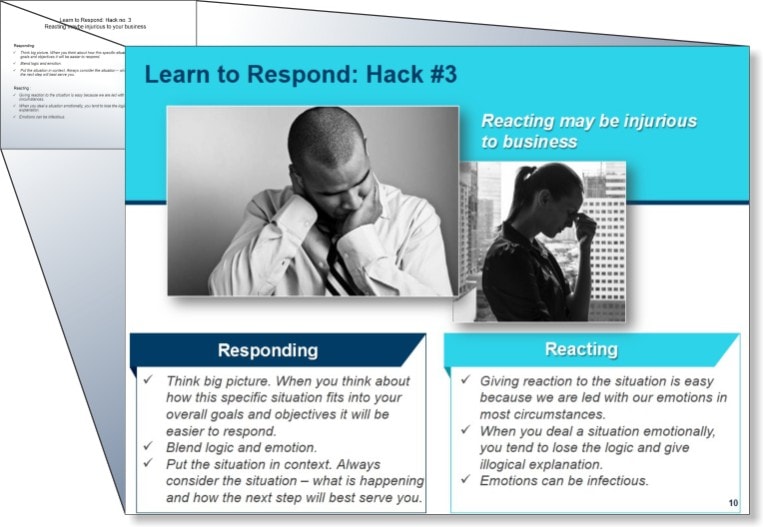 Learn to Respond: Hack no. 3
Reacting may be injurious to your business
Responding
✓ Think big picture. When you think about how this specific situation
goals and objectives it will be easier to respond
✓ Blend logic and emotion.
✓ Put the situation in context. Always consider the situation –
the next step will best serve you.
Reacting
✓ Giving reaction to the situation is easy because we are led with
circumstances.
✓ When you deal a situation emotionally, you tend to lose the
explanation.
✓ Emotions can be infectious.
Learn to Respond: Hack #3
Reacting may be injurious
to business
Responding
✓ Think big picture. When you think about
how this specific situation fits into your
overall goals and objectives it will be
easier to respond.
✓ Blend logic and emotion.
✓ Put the situation in context. Always
consider the situation – what is happening
and how the next step will best serve you.
Reacting
✓ Giving reaction to the situation is easy
because we are led with our emotions in
most circumstances.
✓ When you deal a situation emotionally,
you tend to lose the logic and give
illogical explanation.
✓ Emotions can be infectious.
10